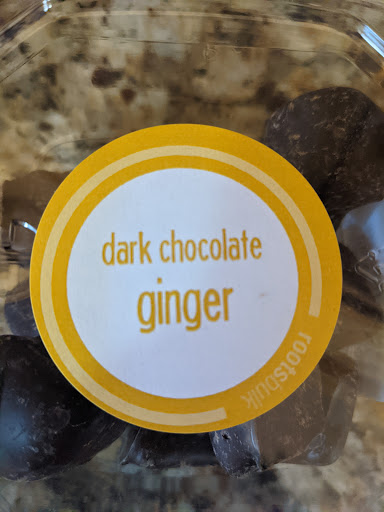 dark chocolate
ginger
rootsbulk